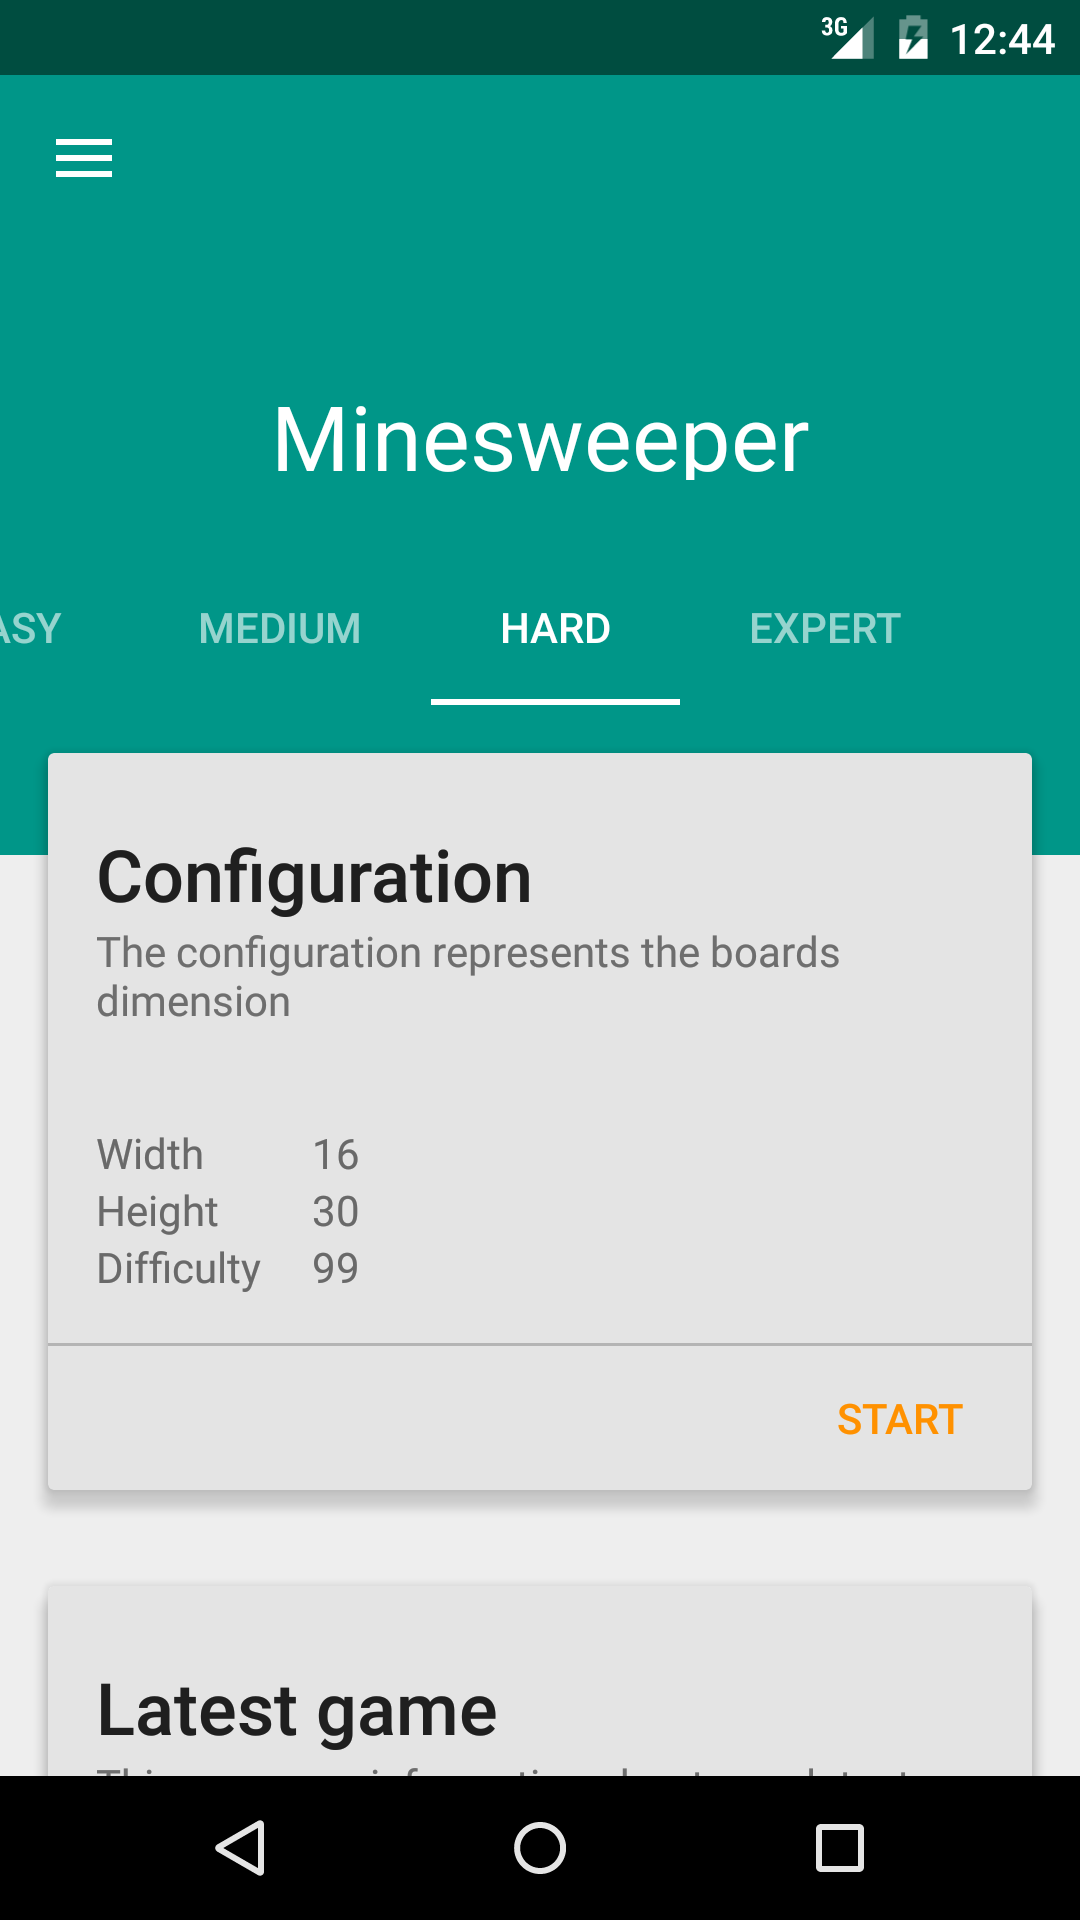 3G 12:44
Minesweeper
ASY MEDIUM HARD EXPERT
Configuration
The configuration represents the boards
dimension
Width 16
Height 30
Difficulty 99
START
Latest game